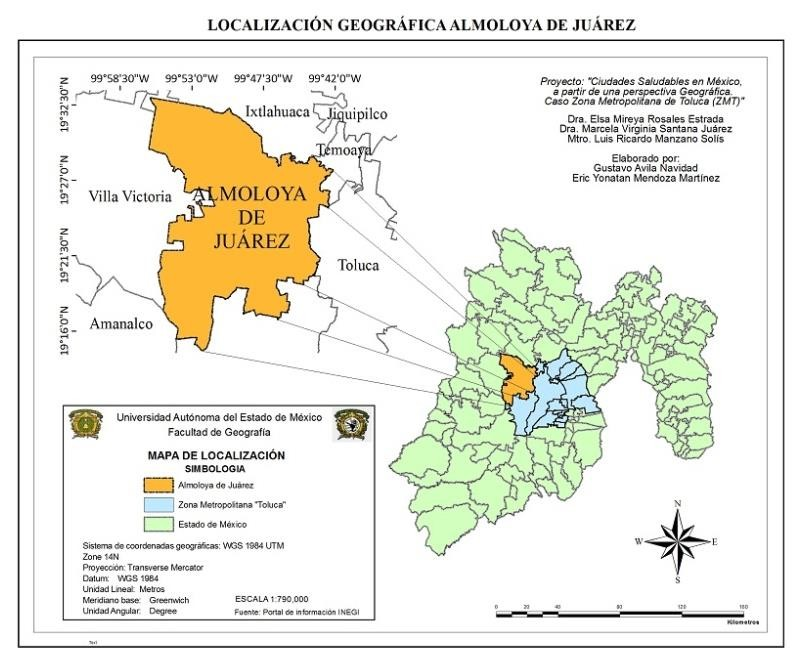 LOCALIZACIÓN GEOGRÁFICA ALMOLOYA DE JUÁREZ
99°58'30"W 99°53'0"W 99°47'30"W 99°42'0"W
19°32'30"N
19°27'0"N
19°21'30"N
19°16'0"N
Ixtlahuaca
Jiquipilco
Temoaya
Villa Victoria
ALMOLOYA
DE
JUÁREZ
Toluca
Amanalco
Proyecto: "Ciudades Saludables en México,
a partir de una perspectiva Geográfica.
Caso Zona Metropolitana de Toluca (ZMT)"
Dra. Elsa Mireya Rosales Estrada
Dra. Marcela Virginia Santana Juárez
Mtro. Luis Ricardo Manzano Solís
Elaborado por:
Gustavo Avila Navidad
Eric Yonatan Mendoza Martínez
Universidad Autónoma del Estado de México
Facultad de Geografía
MAPA DE LOCALIZACIÓN
SIMBOLOGIA
Almoloya de Juárez
Zona Metropolitana "Toluca"
Estado de México
Sistema de coordenadas geográficas: WGS 1984 UTM
Zone 14N
Proyección: Transverse Mercator
Datum: WGS 1984
Unidad Lineal: Metros
Meridiano base: Greenwich
Unidad Angular: Degree
ESCALA 1:790,000
Fuente: Portal de información INEGI
N
W E
S
0 20 40 80 120 160
Kilometros
Text